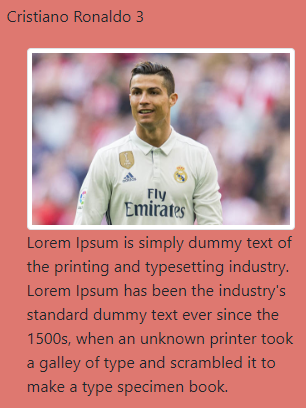 Cristiano Ronaldo 3
Fly
Emirates
Lorem Ipsum is simply dummy text of
the printing and typesetting industry.
Lorem Ipsum has been the industry's
standard dummy text ever since the
1500s, when an unknown printer took
a galley of type and scrambled it to
make a type specimen book.